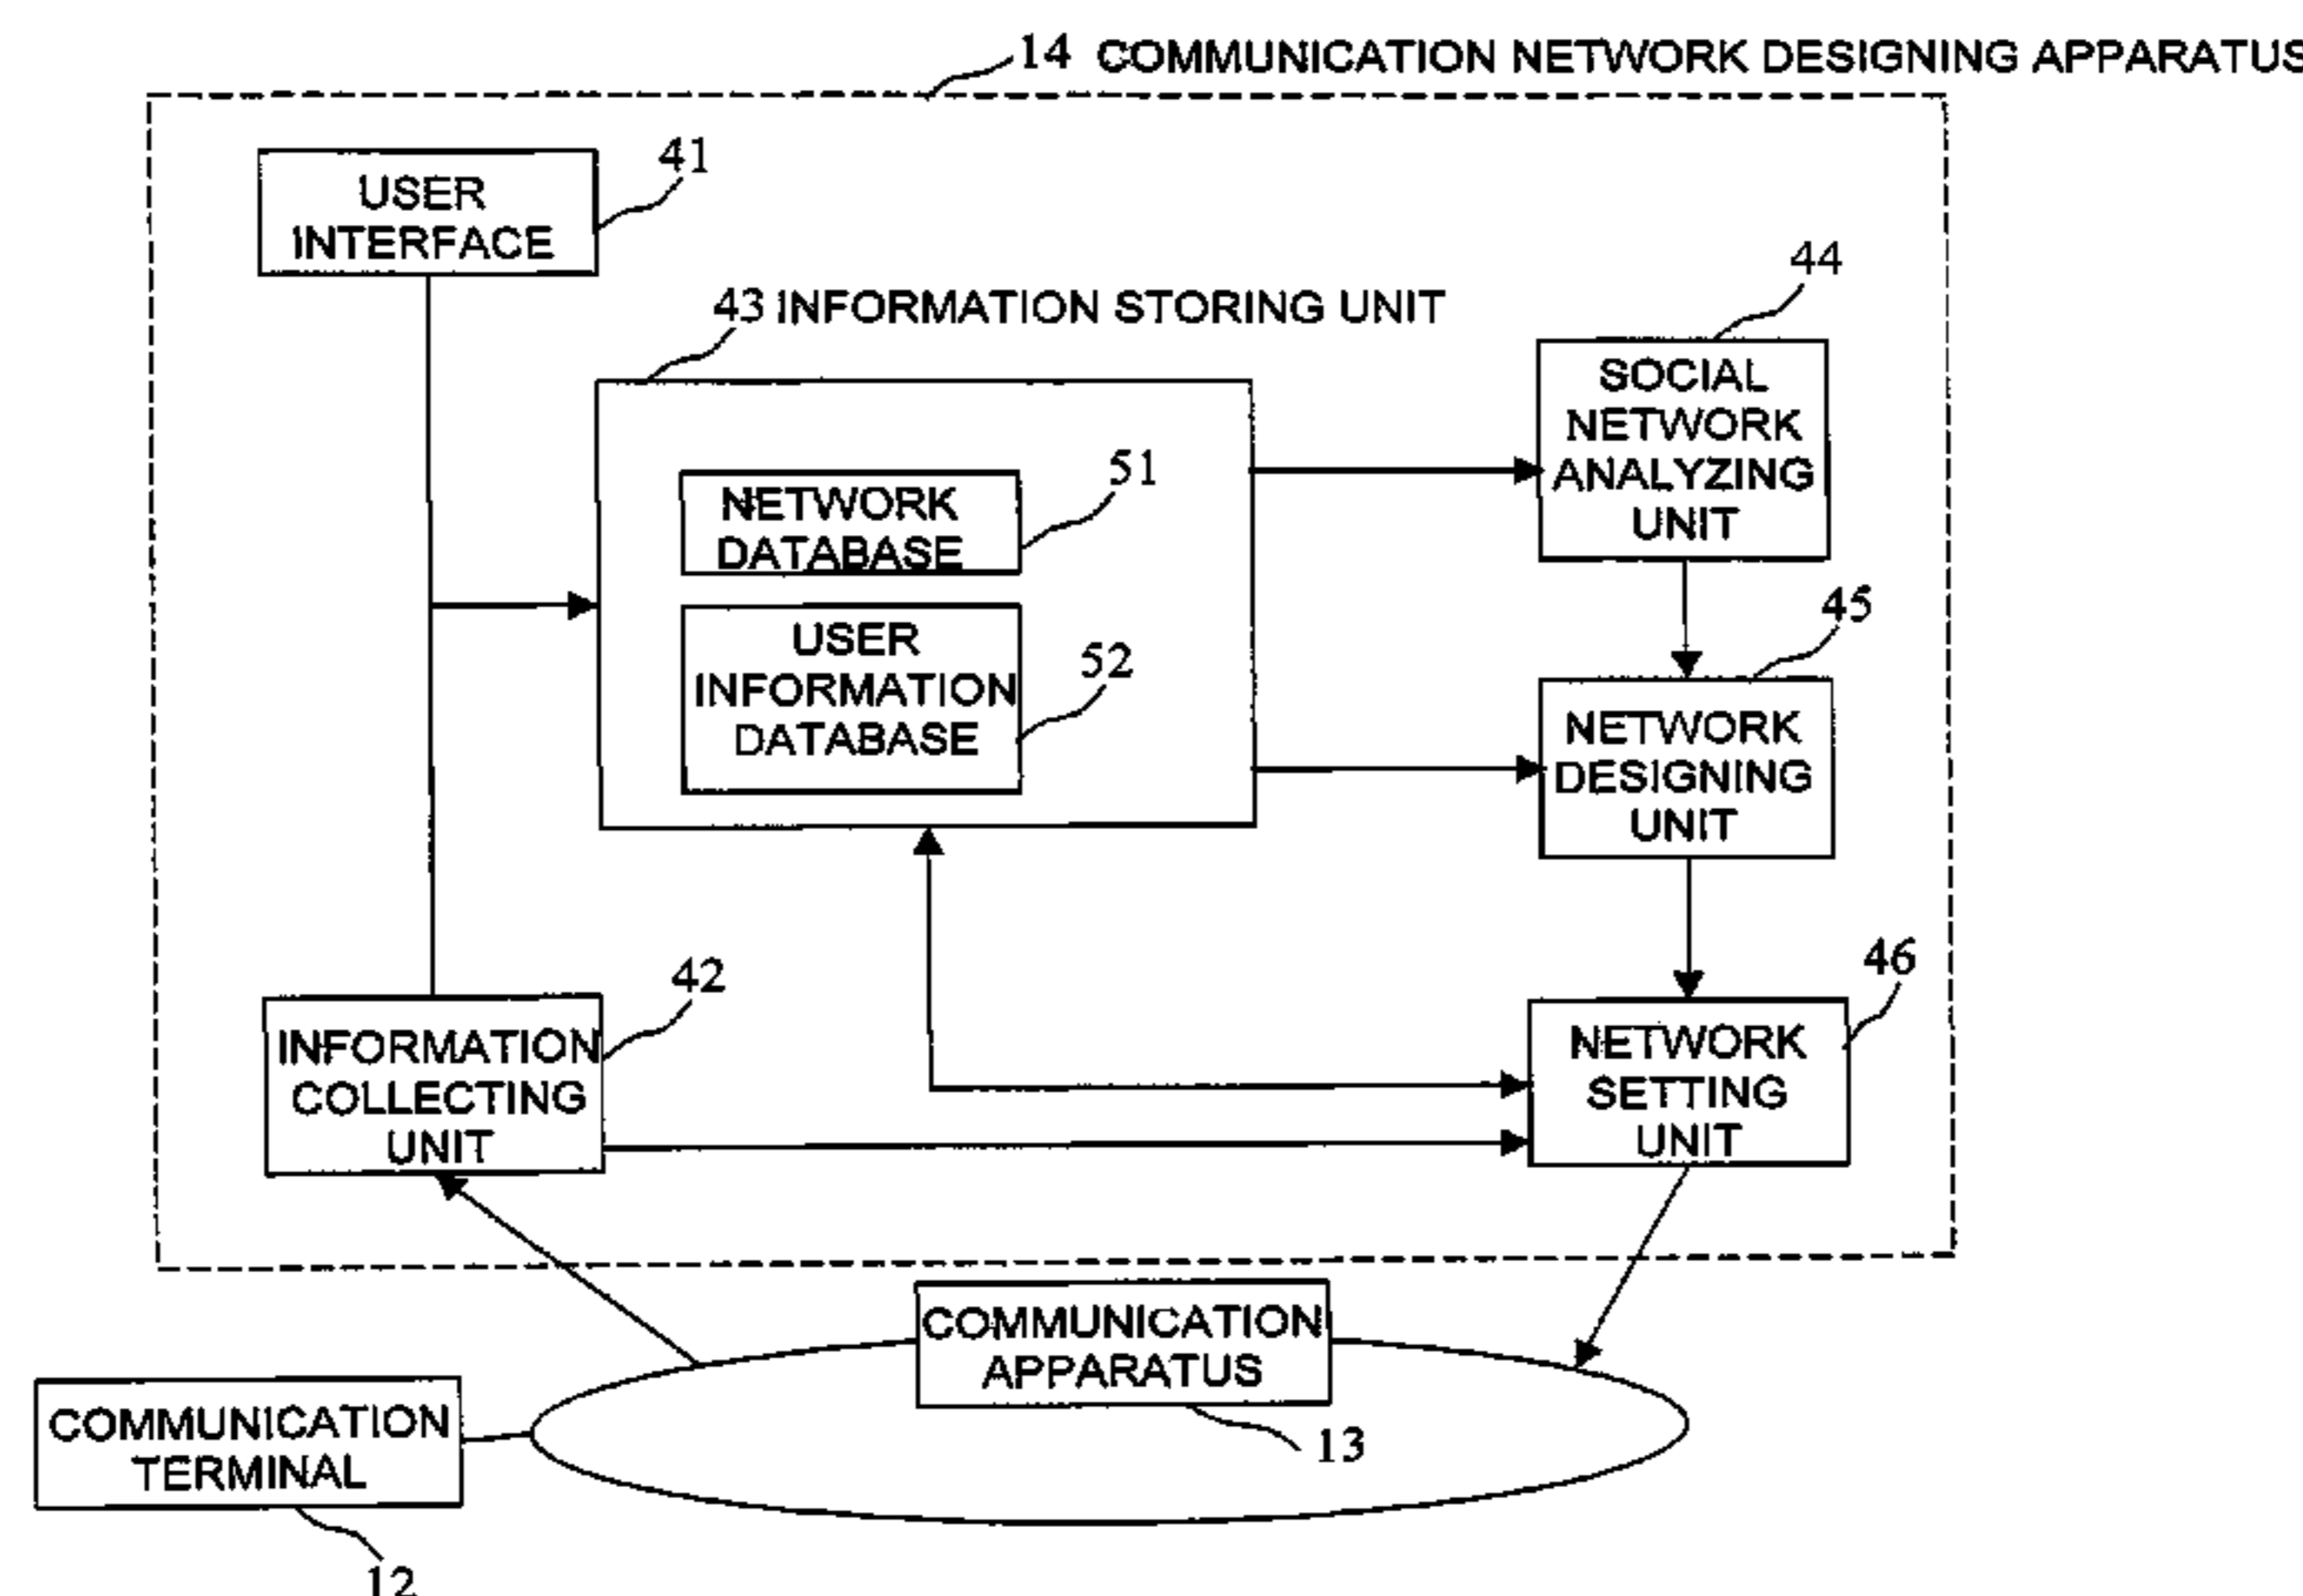 14 COMMUNICATION NETWORK DESIGNING APPARATUS
41
USER
INTERFACE
44
43 INFORMATION STORING UNIT
SOCIAL
NETWORK
ANALYZING
UNIT
51
NETWORK
DATABASE
45
52
USER
INFORMATION
DATABASE
NETWORK
DESIGNING
UNIT
42
46
INFORMATION
COLLECTING
UNIT
NETWORK
SETTING
UNIT
COMMUNICATION
APPARATUS
13
COMMUNICATION
TERMINAL
12